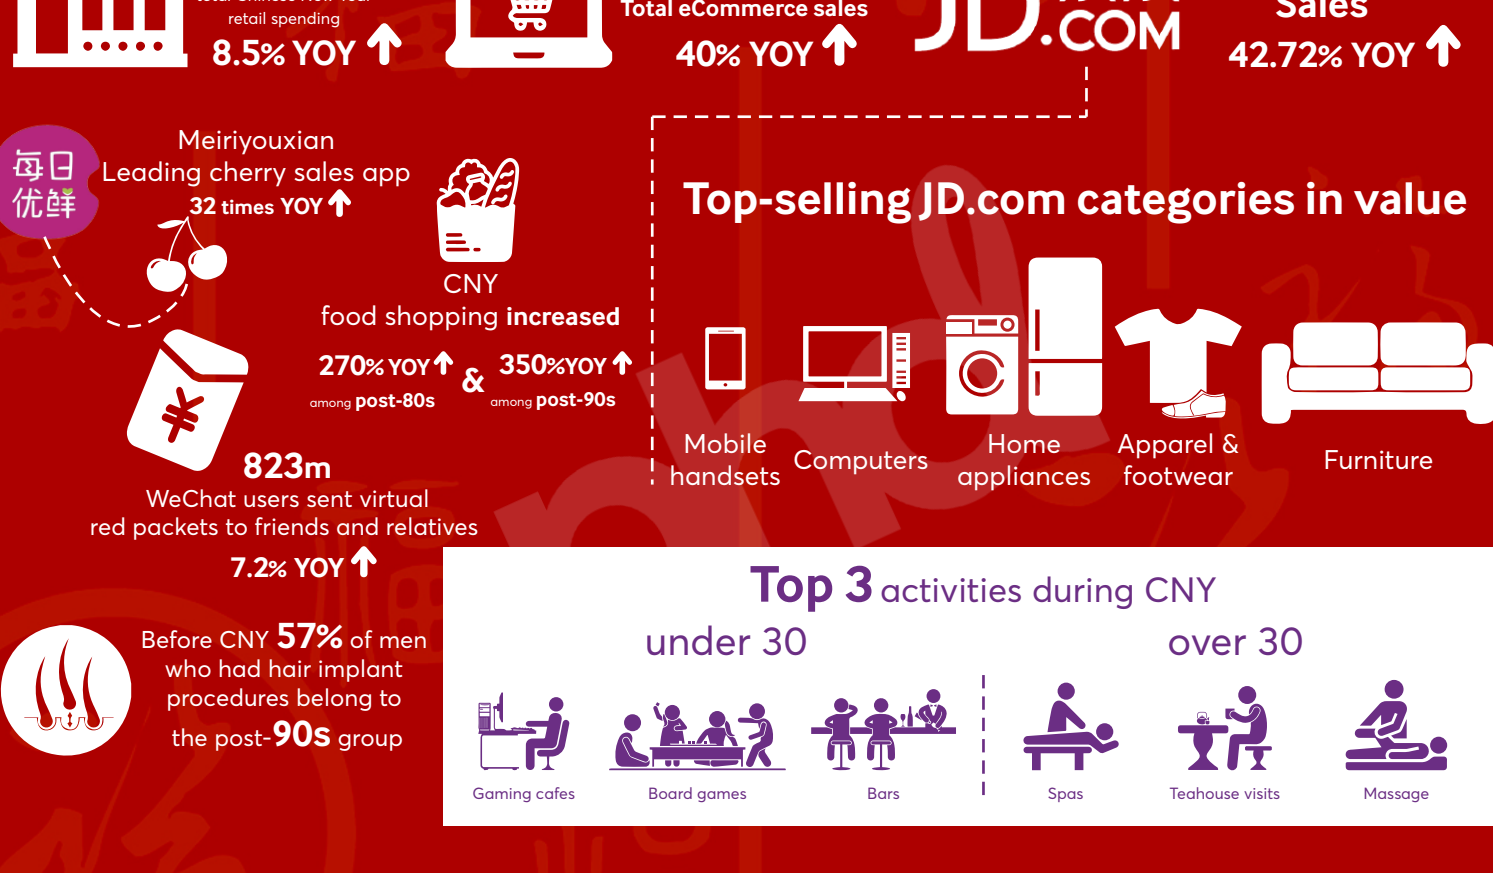 total Chinese New Year
retail spending
8.5% YOY
Total eCommerce sales
40% YOY
JD.COM
Sales
42.72% YOY
每日
优鲜
Meiriyouxian
Leading cherry sales app
32 times YOY
CNY
food shopping increased
270% YOY & 350%YOY
among post-80s among post-90s
¥
823m
WeChat users sent virtual
red packets to friends and relatives
7.2% YOY
Before CNY 57% of men
who had hair implant
procedures belong to
the post-90s group
Top-selling JD.com categories in value
Mobile
handsets
Computers
Home
appliances
Apparel &
footwear
Furniture
Top 3 activities during CNY
under 30
over 30
Gaming cafes
Board games
Bars
Spas
Teahouse visits
Massage
phd